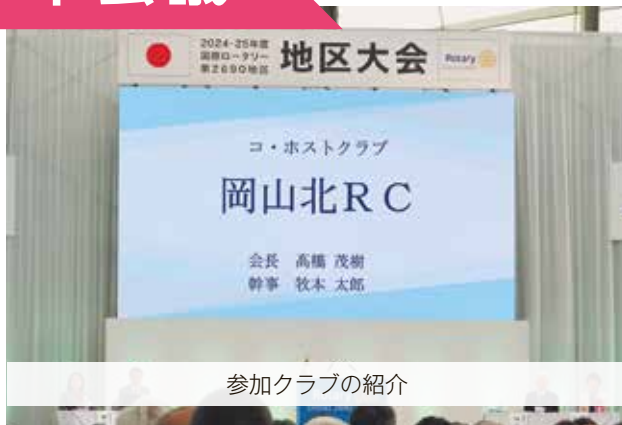 2024-25年度
国際ロータリー
第2690地区
地区大会
Rotary
コ・ホストクラブ
岡山北RC
会長 髙橋 茂樹
幹事 牧本 太郎
参加クラブの紹介